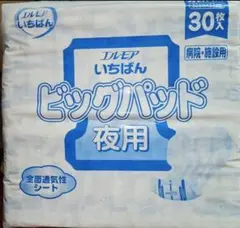 エルモア
いちばん
30枚入
病院・施設用
エルモア
いちばん
ビッグパッド
夜用
全面通気性
シート